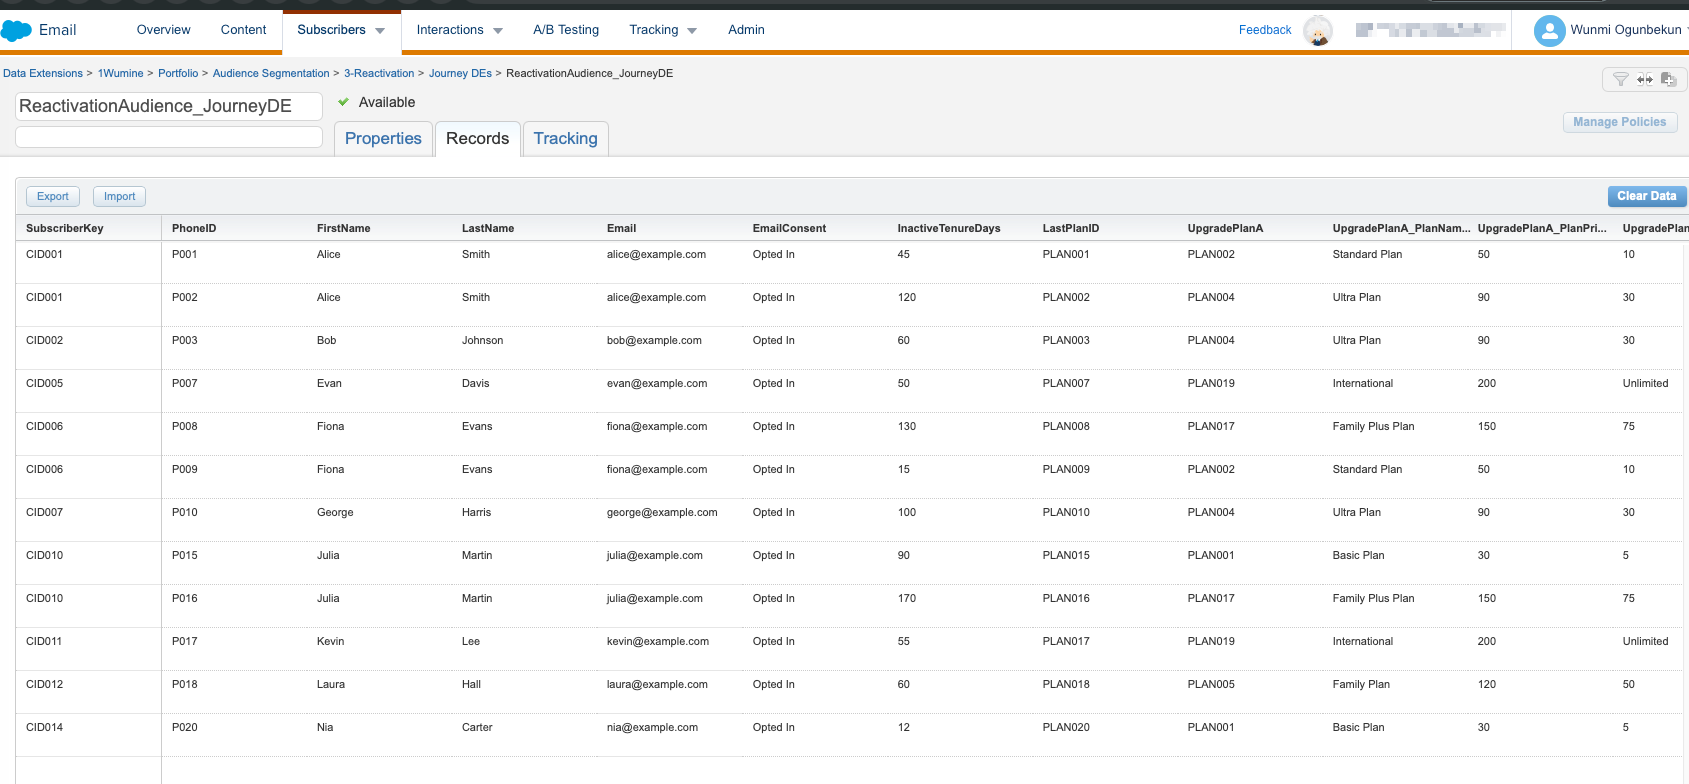 Email Overview Content Subscribers Interactions A/B Testing Tracking Admin Feedback Wunmi Ogunbekun
Data Extensions > 1Wumine > Portfolio > Audience Segmentation > 3-Reactivation > Journey DEs > ReactivationAudience_JourneyDE
ReactivationAudience_JourneyDE Available
Manage Policies
Properties Records Tracking
Export Import Clear Data
SubscriberKey PhoneID FirstName LastName Email EmailConsent InactiveTenureDays LastPlanID UpgradePlanA UpgradePlanA_PlanNam... UpgradePlanA_PlanPri... UpgradePlan
CID001 P001 Alice Smith alice@example.com Opted In 45 PLAN001 PLAN002 Standard Plan 50 10
CID001 P002 Alice Smith alice@example.com Opted In 120 PLAN002 PLAN004 Ultra Plan 90 30
CID002 P003 Bob Johnson bob@example.com Opted In 60 PLAN003 PLAN004 Ultra Plan 90 30
CID005 P007 Evan Davis evan@example.com Opted In 50 PLAN007 PLAN019 International 200 Unlimited
CID006 P008 Fiona Evans fiona@example.com Opted In 130 PLAN008 PLAN017 Family Plus Plan 150 75
CID006 P009 Fiona Evans fiona@example.com Opted In 15 PLAN009 PLAN002 Standard Plan 50 10
CID007 P010 George Harris george@example.com Opted In 100 PLAN010 PLAN004 Ultra Plan 90 30
CID010 P015 Julia Martin julia@example.com Opted In 90 PLAN015 PLAN001 Basic Plan 30 5
CID010 P016 Julia Martin julia@example.com Opted In 170 PLAN016 PLAN017 Family Plus Plan 150 75
CID011 P017 Kevin Lee kevin@example.com Opted In 55 PLAN017 PLAN019 International 200 Unlimited
CID012 P018 Laura Hall laura@example.com Opted In 60 PLAN018 PLAN005 Family Plan 120 50
CID014 P020 Nia Carter nia@example.com Opted In 12 PLAN020 PLAN001 Basic Plan 30 5